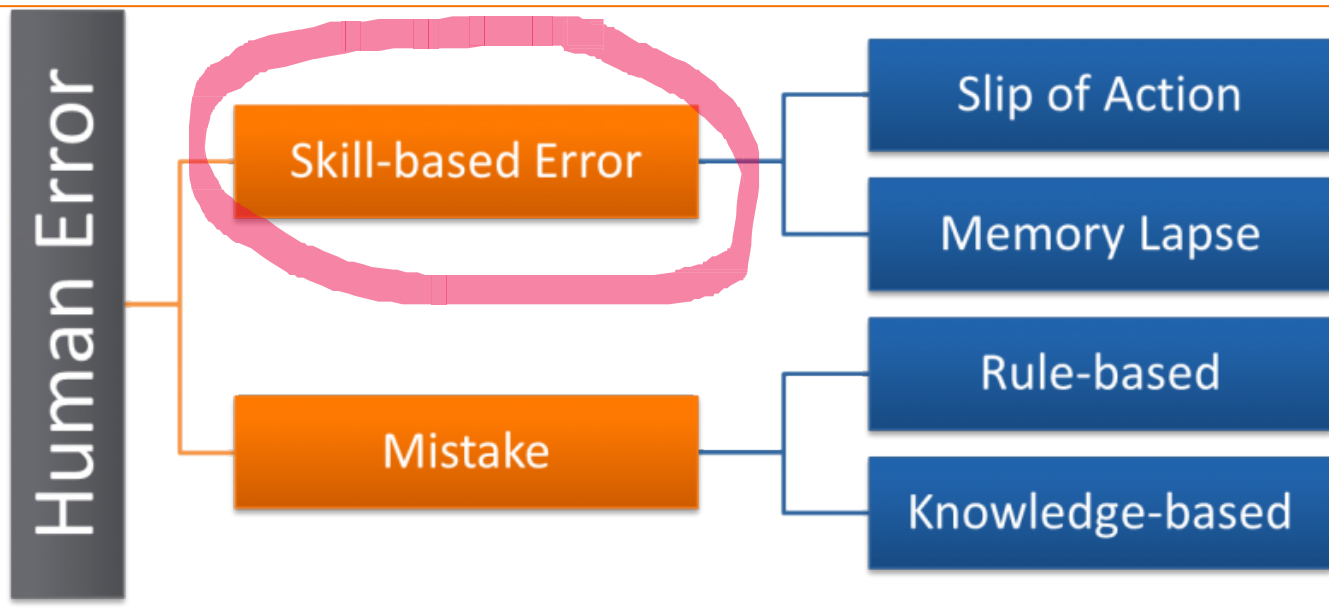 Human Error
Skill-based Error
Slip of Action
Memory Lapse
Mistake
Rule-based
Knowledge-based